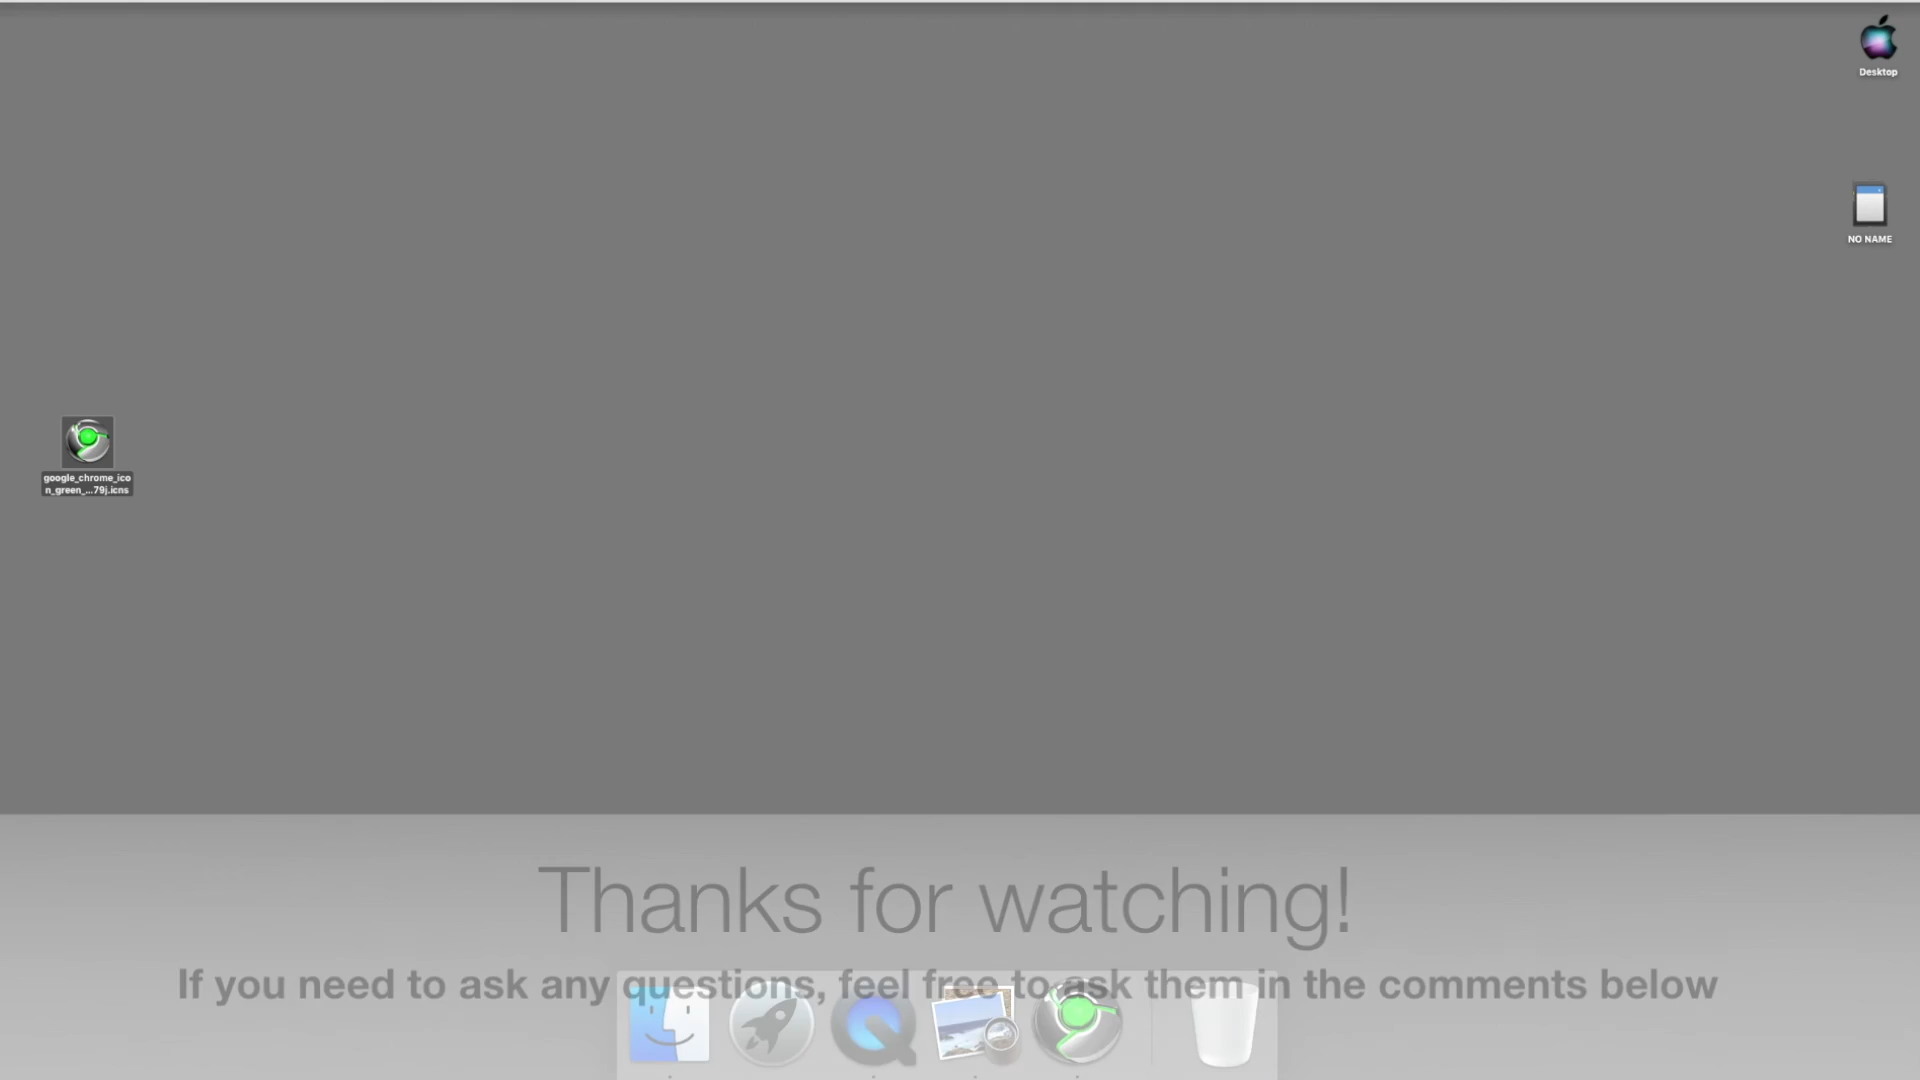 Desktop
NO NAME
google_chrome_ico
n_green_...79j.icns
Thanks for watching!
If you need to ask any questions, feel free to ask them in the comments below